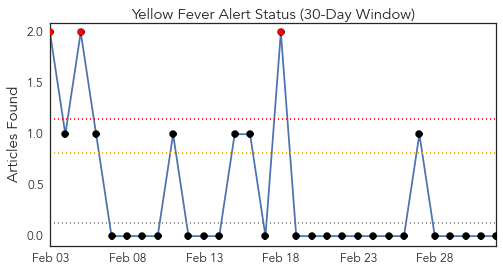 Yellow Fever Alert Status (30-Day Window)
Articles Found
2.0
1.5
1.0
0.5
0.0
Feb 03 Feb 08 Feb 13 Feb 18 Feb 23 Feb 28